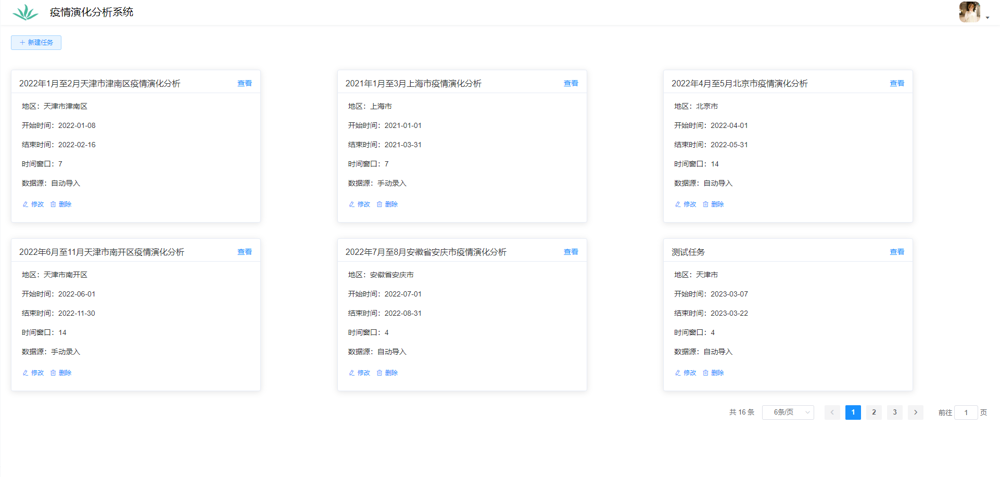 疫情演化分析系统
新建任务
2022年1月至2月天津市津南区疫情演化分析 查看
地区：天津市津南区
开始时间：2022-01-08
结束时间：2022-02-16
时间窗口：7
数据源：自动导入
修改 删除
2021年1月至3月上海市疫情演化分析 查看
地区：上海市
开始时间：2021-01-01
结束时间：2021-03-31
时间窗口：7
数据源：手动录入
修改 删除
2022年4月至5月北京市疫情演化分析 查看
地区：北京市
开始时间：2022-04-01
结束时间：2022-05-31
时间窗口：14
数据源：自动导入
修改 删除
2022年6月至11月天津市南开区疫情演化分析 查看
地区：天津市南开区
开始时间：2022-06-01
结束时间：2022-11-30
时间窗口：14
数据源：手动录入
修改 删除
2022年7月至8月安徽省安庆市疫情演化分析 查看
地区：安徽省安庆市
开始时间：2022-07-01
结束时间：2022-08-31
时间窗口：4
数据源：自动导入
修改 删除
测试任务 查看
地区：天津市
开始时间：2023-03-07
结束时间：2023-03-22
时间窗口：4
数据源：自动导入
修改 删除
共 16 条 6条/页 1 2 3 前往 1 页